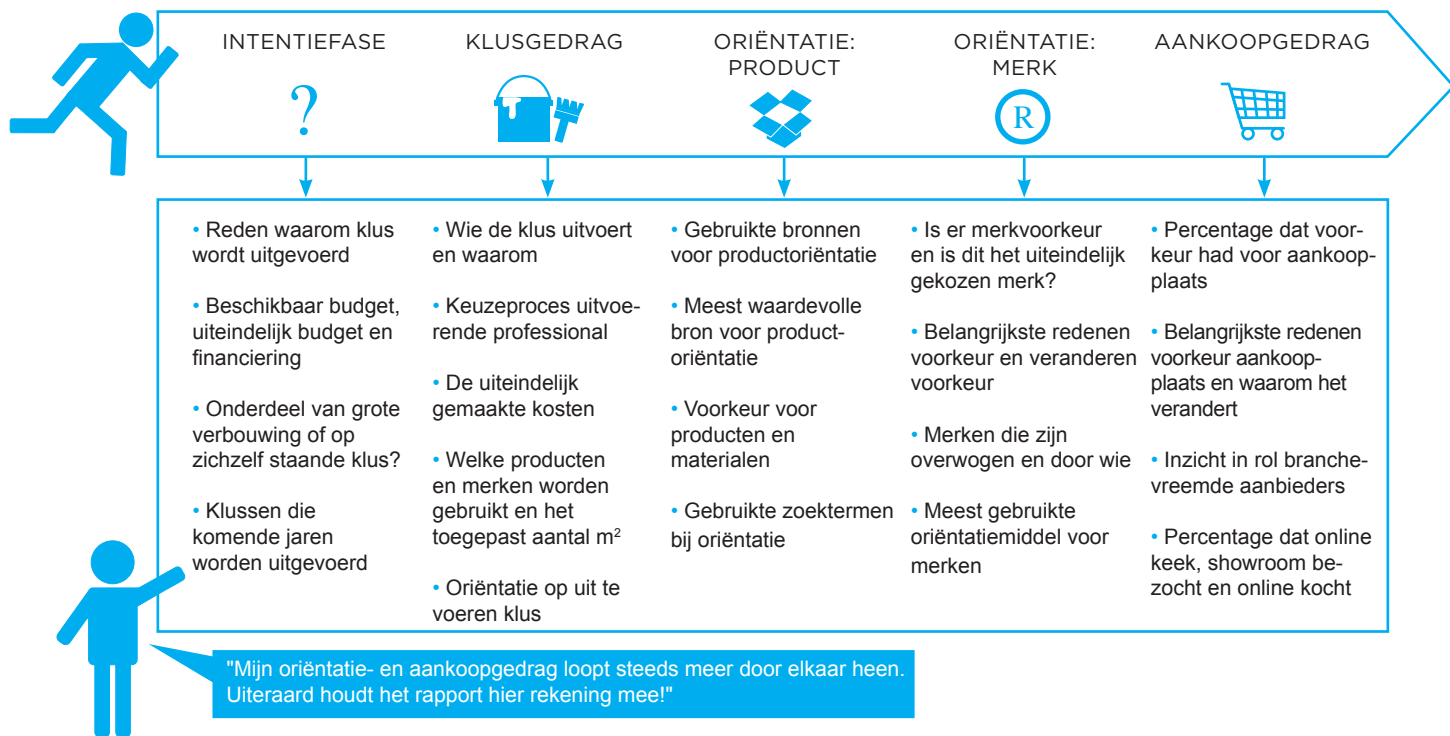 INTENTIEFASE
?
KLUSGEDRAG
ORIËNTATIE:
PRODUCT
ORIËNTATIE:
MERK
R
AANKOOPGEDRAG
• Reden waarom klus
wordt uitgevoerd
• Beschikbaar budget,
uiteindelijk budget en
financiering
• Onderdeel van grote
verbouwing of op
zichzelf staande klus?
• Klussen die
komende jaren
worden uitgevoerd
• Wie de klus uitvoert
en waarom
• Keuzeproces uitvoe-
rende professional
• De uiteindelijk
gemaakte kosten
• Welke producten
en merken worden
gebruikt en het
toegepast aantal m²
• Oriëntatie op uit te
voeren klus
• Gebruikte bronnen
voor productoriëntatie
• Meest waardevolle
bron voor product-
oriëntatie
• Voorkeur voor
producten en
materialen
• Gebruikte zoektermen
bij oriëntatie
• Is er merkvoorkeur
en is dit het uiteindelijk
gekozen merk?
• Belangrijkste redenen
voorkeur en veranderen
voorkeur
• Merken die zijn
overwogen en door wie
• Meest gebruikte
oriëntatiemiddel voor
merken
• Percentage dat voor-
keur had voor aankoop-
plaats
• Belangrijkste redenen
voorkeur aankoop-
plaats en waarom het
verandert
• Inzicht in rol branche-
vreemde aanbieders
• Percentage dat online
keek, showroom be-
zocht en online kocht
"Mijn oriëntatie- en aankoopgedrag loopt steeds meer door elkaar heen.
Uiteraard houdt het rapport hier rekening mee!"